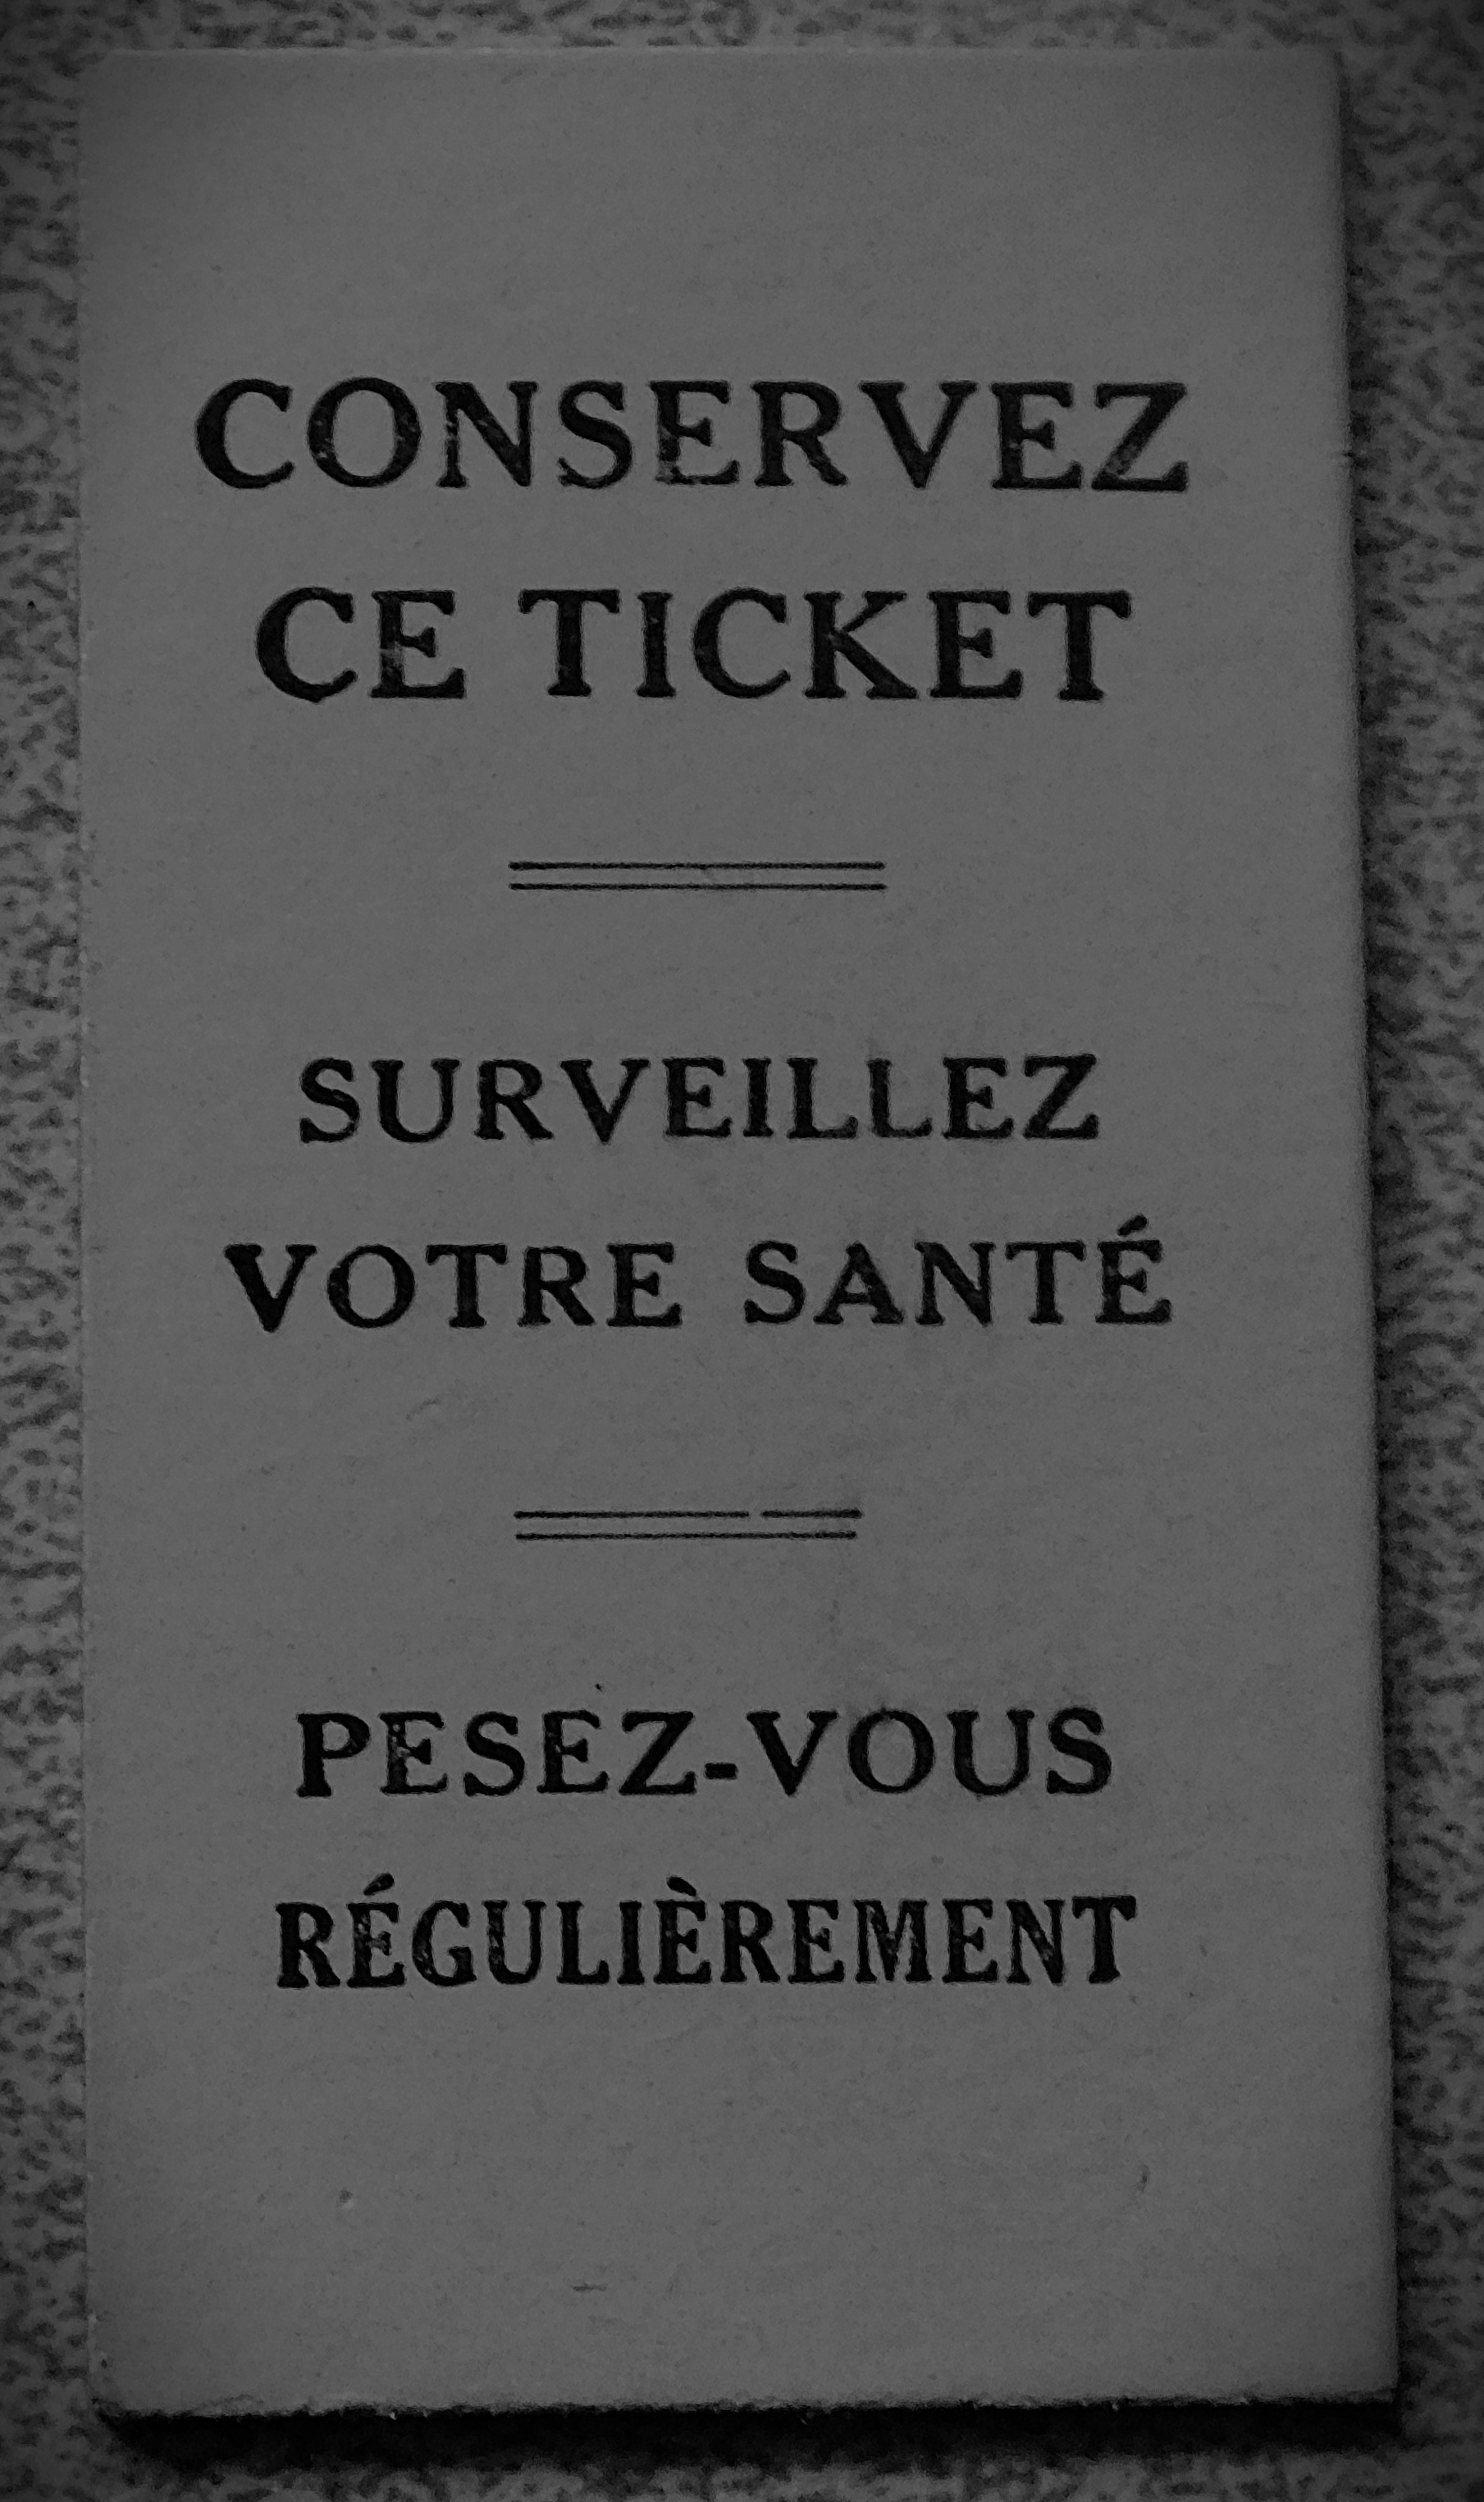 CONSERVEZ
CE TICKET
SURVEILLEZ
VOTRE SANTÉ
PESEZ-VOUS
RÉGULIÈREMENT